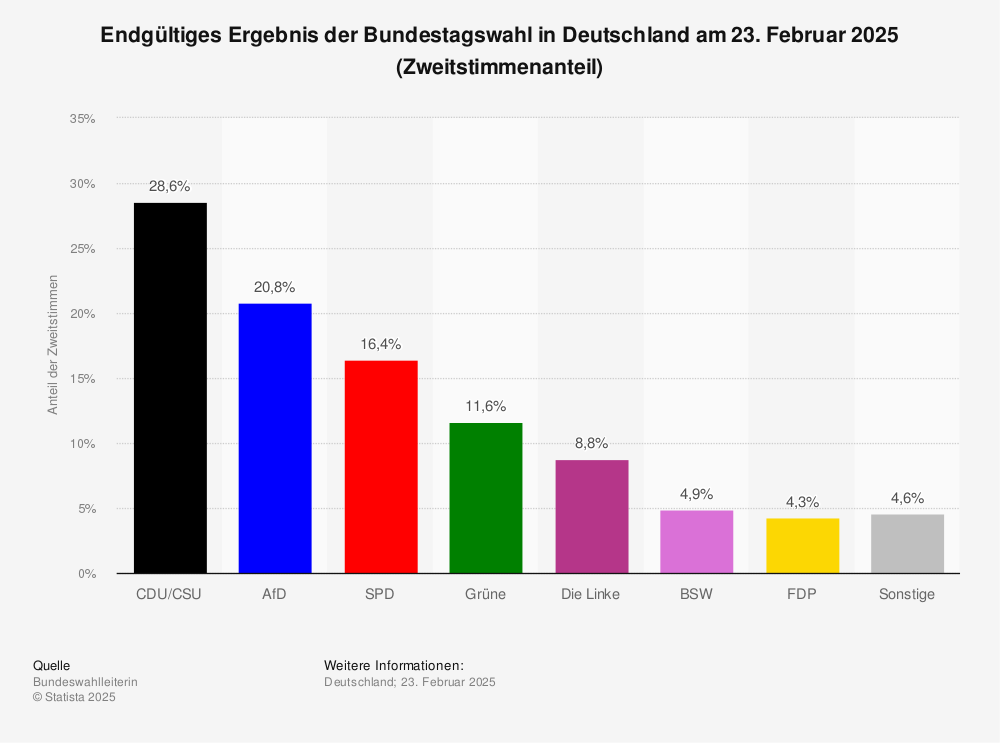 Endgültiges Ergebnis der Bundestagswahl in Deutschland am 23. Februar 2025
(Zweitstimmenanteil)
35%
30%
25%
20%
15%
10%
5%
0%
Anteil der Zweitstimmen
28,6%
20,8%
16,4%
11,6%
8,8%
4,9%
4,3%
4,6%
CDU/CSU
AfD
SPD
Grüne
Die Linke
BSW
FDP
Sonstige
Quelle
Bundeswahlleiterin
© Statista 2025
Weitere Informationen:
Deutschland; 23. Februar 2025